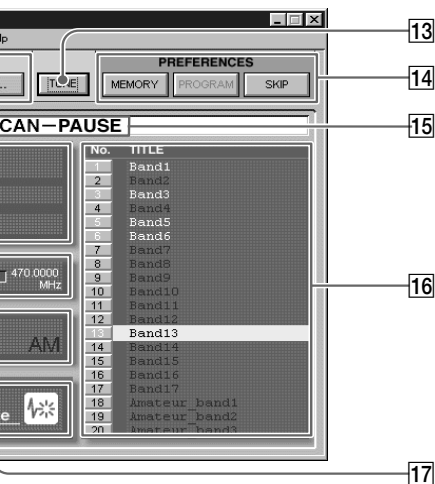 lp
13
PREFERENCES
... TUNE MEMORY PROGRAM SKIP
14
CAN–PAUSE
15
No. TITLE
1 Band1
2 Band2
3 Band3
4 Band4
5 Band5
6 Band6
7 Band7
8 Band8
9 Band9
10 Band10
11 Band11
12 Band12
13 Band13
14 Band14
15 Band15
16 Band16
17 Band17
18 Amateur_band1
19 Amateur_band2
20 Amateur_band3
470.0000
MHz
16
AM
e
17